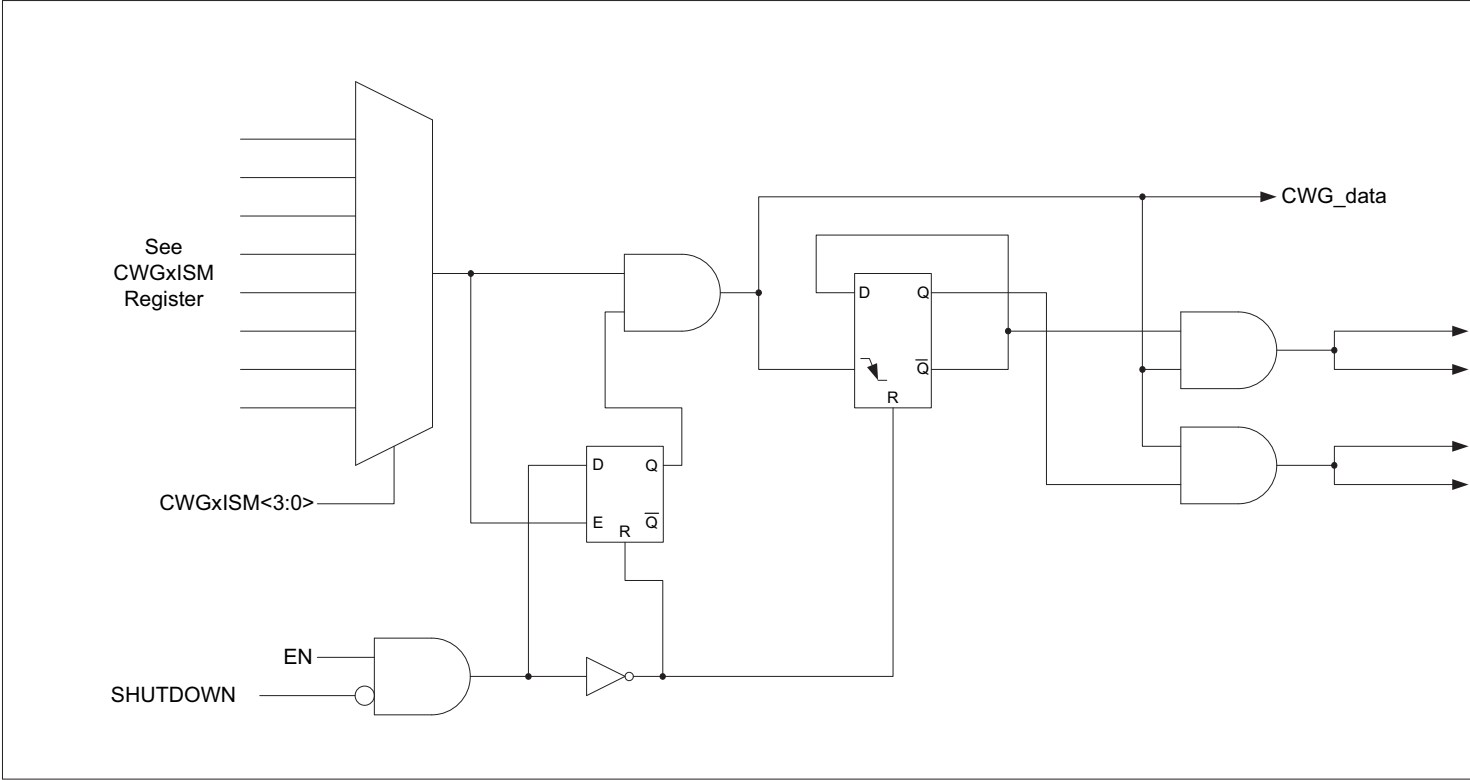 CWG_data
See
CWGxISM
Register
D
Q
Q̅
R
CWGxISM<3:0>
D
Q
E
Q̅
R
EN
SHUTDOWN